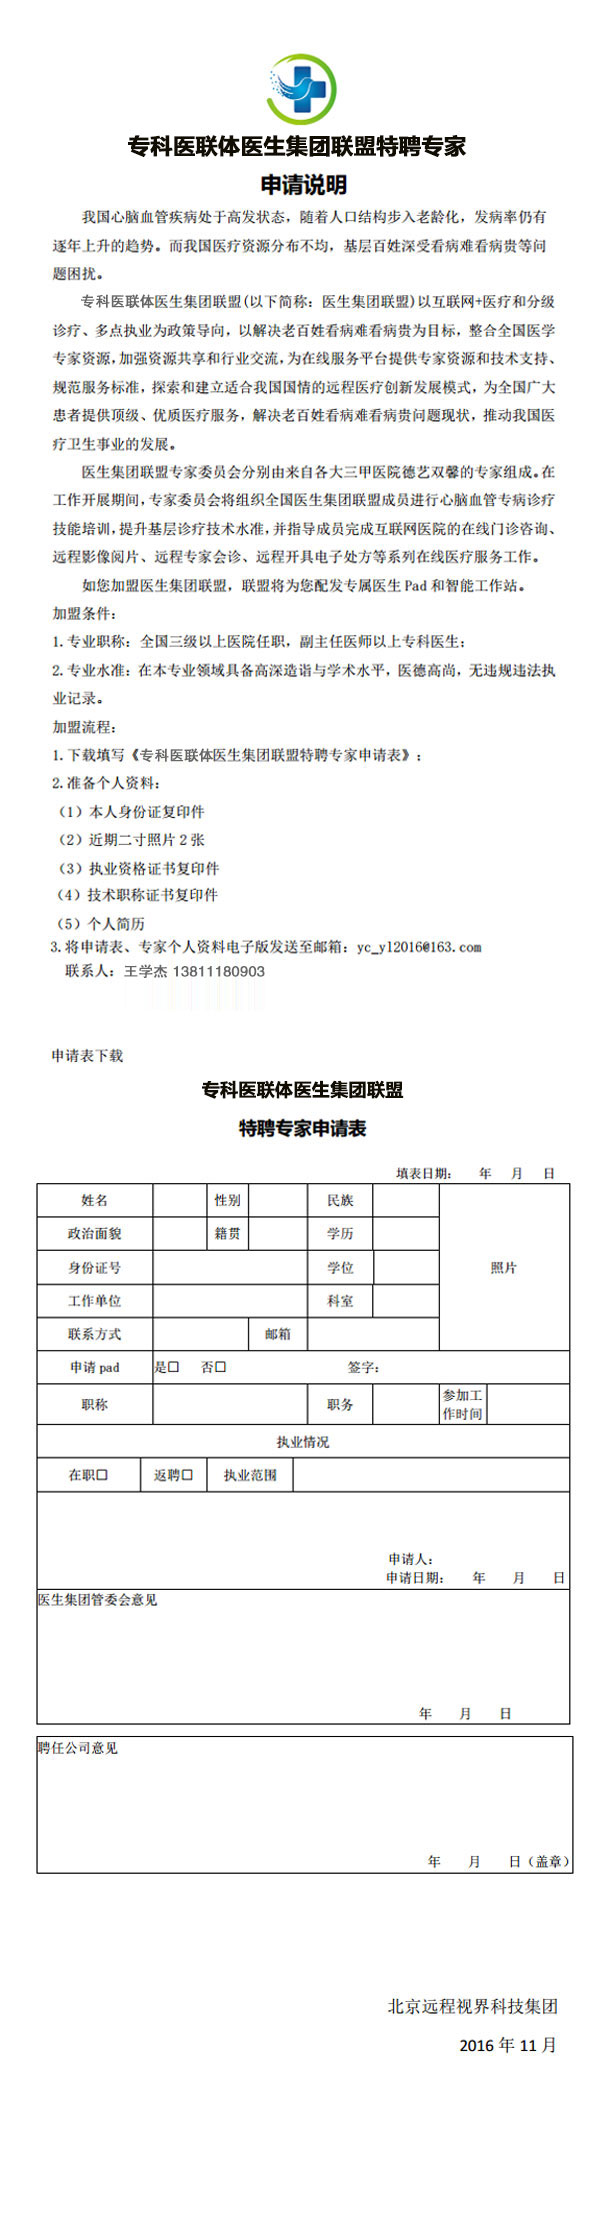 专科医联体医生集团联盟特聘专家
申请说明
我国心脑血管疾病处于高发状态，随着人口结构步入老龄化，发病率仍有
逐年上升的趋势。而我国医疗资源分布不均，基层百姓深受看病难看病贵等问
题困扰。
专科医联体医生集团联盟(以下简称：医生集团联盟)以互联网+医疗和分级
诊疗、多点执业为政策导向，以解决老百姓看病难看病贵为目标，整合全国医学
专家资源,加强资源共享和行业交流,为在线服务平台提供专家资源和技术支持、
规范服务标准，探索和建立适合我国国情的远程医疗创新发展模式，为全国广大
患者提供顶级、优质医疗服务，解决老百姓看病难看病贵问题现状，推动我国医
疗卫生事业的发展。
医生集团联盟专家委员会分别由来自各大三甲医院德艺双馨的专家组成。在
工作开展期间,专家委员会将组织全国医生集团联盟成员进行心脑血管专病诊疗
技能培训,提升基层诊疗技术水准,并指导成员完成互联网医院的在线门诊咨询、
远程影像阅片、远程专家会诊、远程开具电子处方等系列在线医疗服务工作。
如您加盟医生集团联盟，联盟将为您配发专属医生 Pad 和智能工作站。
加盟条件：
1.专业职称：全国三级以上医院任职，副主任医师以上专科医生；
2.专业水准：在本专业领域具备高深造诣与学术水平，医德高尚，无违规违法执
业记录。
加盟流程：
1.下载填写《专科医联体医生集团联盟特聘专家申请表》；
2.准备个人资料：
（1）本人身份证复印件
（2）近期二寸照片 2 张
（3）执业资格证书复印件
（4）技术职称证书复印件
（5）个人简历
3.将申请表、专家个人资料电子版发送至邮箱：yc_yl2016@163.com
联系人：王学杰 13811180903
申请表下载
专科医联体医生集团联盟
特聘专家申请表
填表日期： 年 月 日
姓名 性别 民族
政治面貌 籍贯 学历
身份证号 学位 照片
工作单位 科室
联系方式 邮箱
申请 pad 是□ 否□ 签字：
职称 职务 参加工
作时间
执业情况
在职□ 返聘□ 执业范围
申请人：
申请日期： 年 月 日
医生集团管委会意见
年 月 日
聘任公司意见
年 月 日（盖章）
北京远程视界科技集团
2016 年 11 月